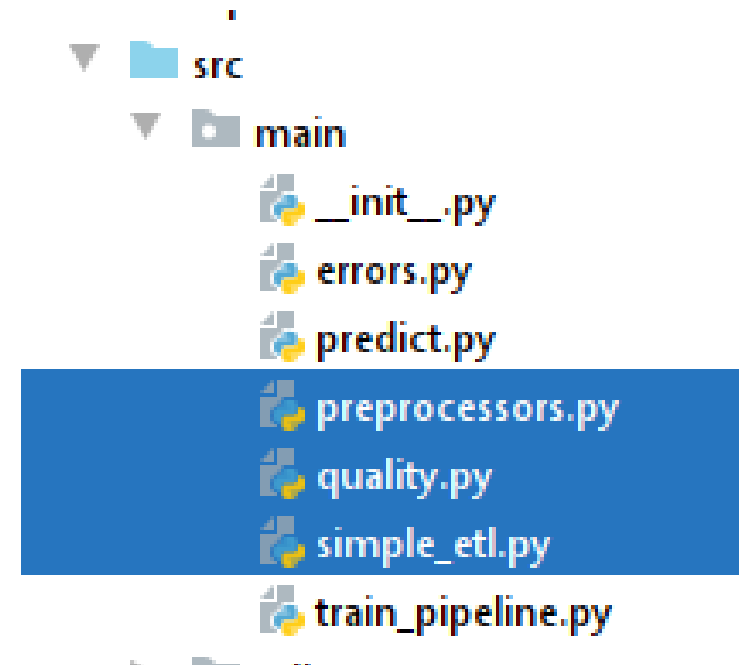 src
main
__init__.py
errors.py
predict.py
preprocessors.py
quality.py
simple_etl.py
train_pipeline.py